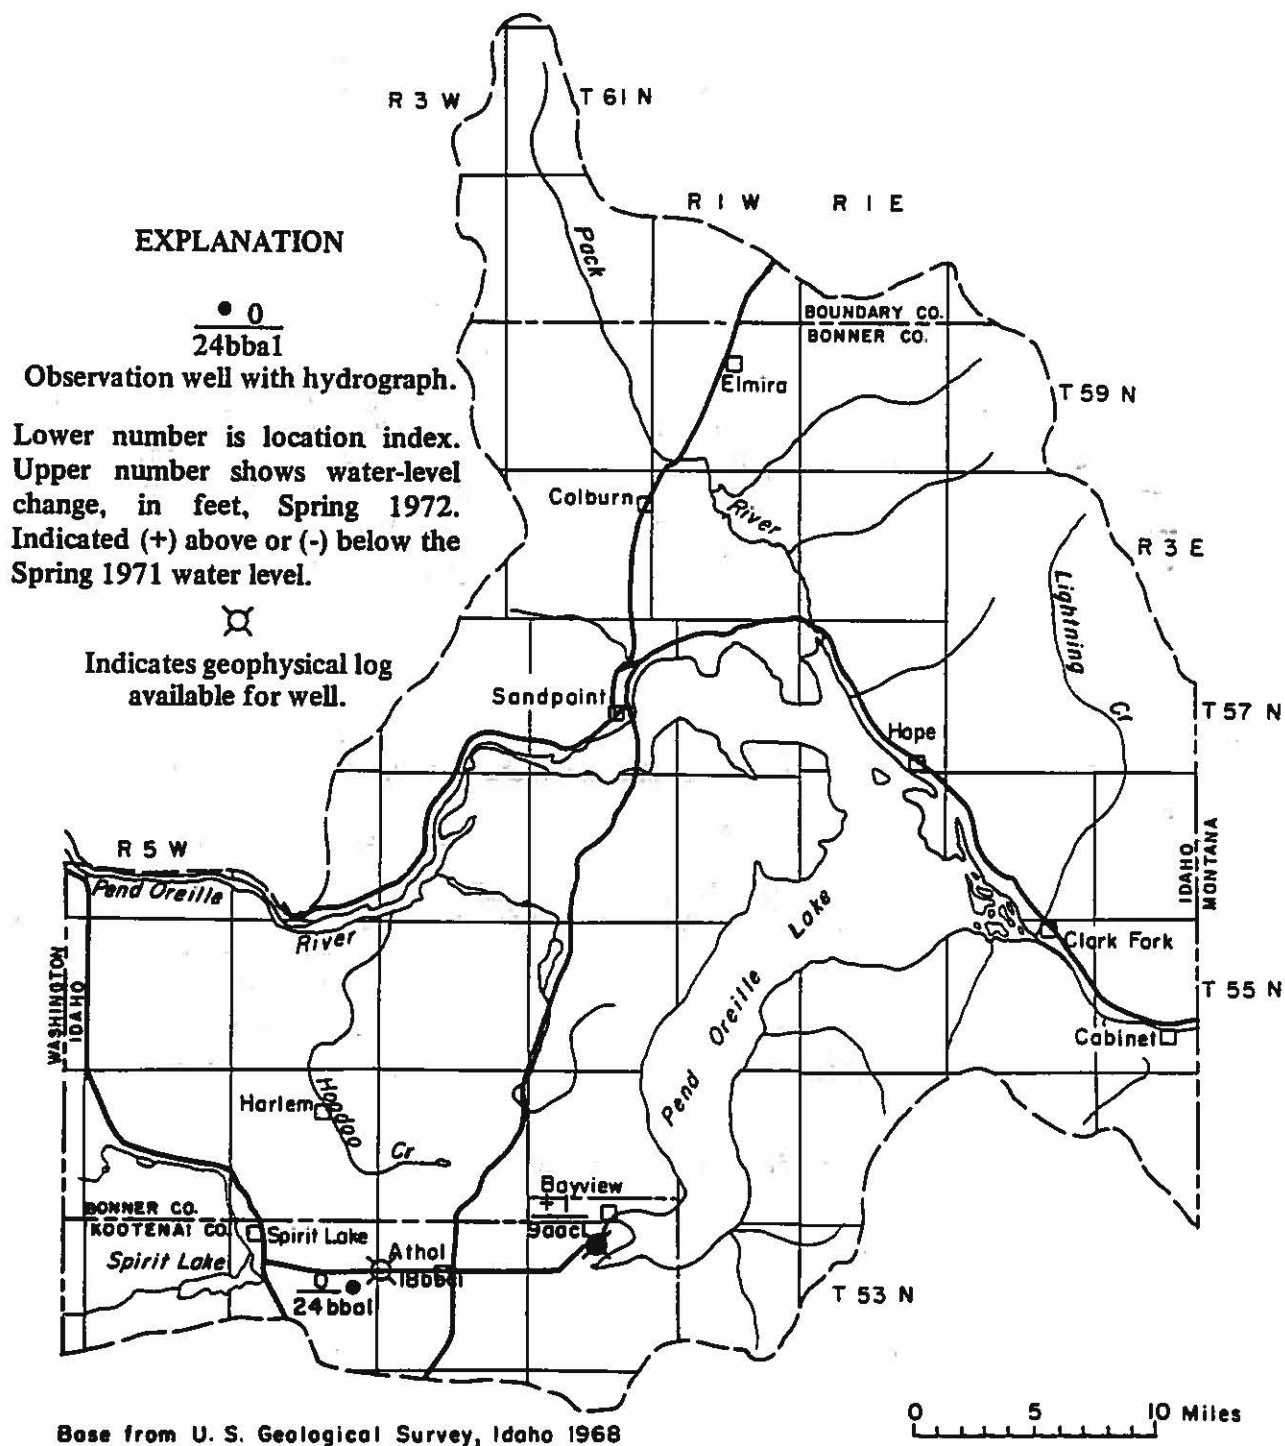 R 3 W
T 61 N
R 1 W
R 1 E
EXPLANATION
0
24bba1
Observation well with hydrograph.
Lower number is location index.
Upper number shows water-level
change, in feet, Spring 1972.
Indicated (+) above or (-) below the
Spring 1971 water level.
Indicates geophysical log
available for well.
Pack
River
BOUNDARY CO.
BONNER CO.
Elmira
T 59 N
Colburn
R 3 E
Lightning
Sandpoint
T 57 N
Hope
R 5 W
Pend Oreille
River
IDAHO
MONTANA
Pend Oreille Lake
Clark Fork
WASHINGTON
IDAHO
T 55 N
Cabinet
Harlem
Hoodoo
Cr
Bayview
+1
9aac1
BONNER CO.
KOOTENAI CO.
Spirit Lake
Spirit Lake
Athol
18bba1
0
24bba1
T 53 N
0 5 10 Miles
Base from U. S. Geological Survey, Idaho 1968